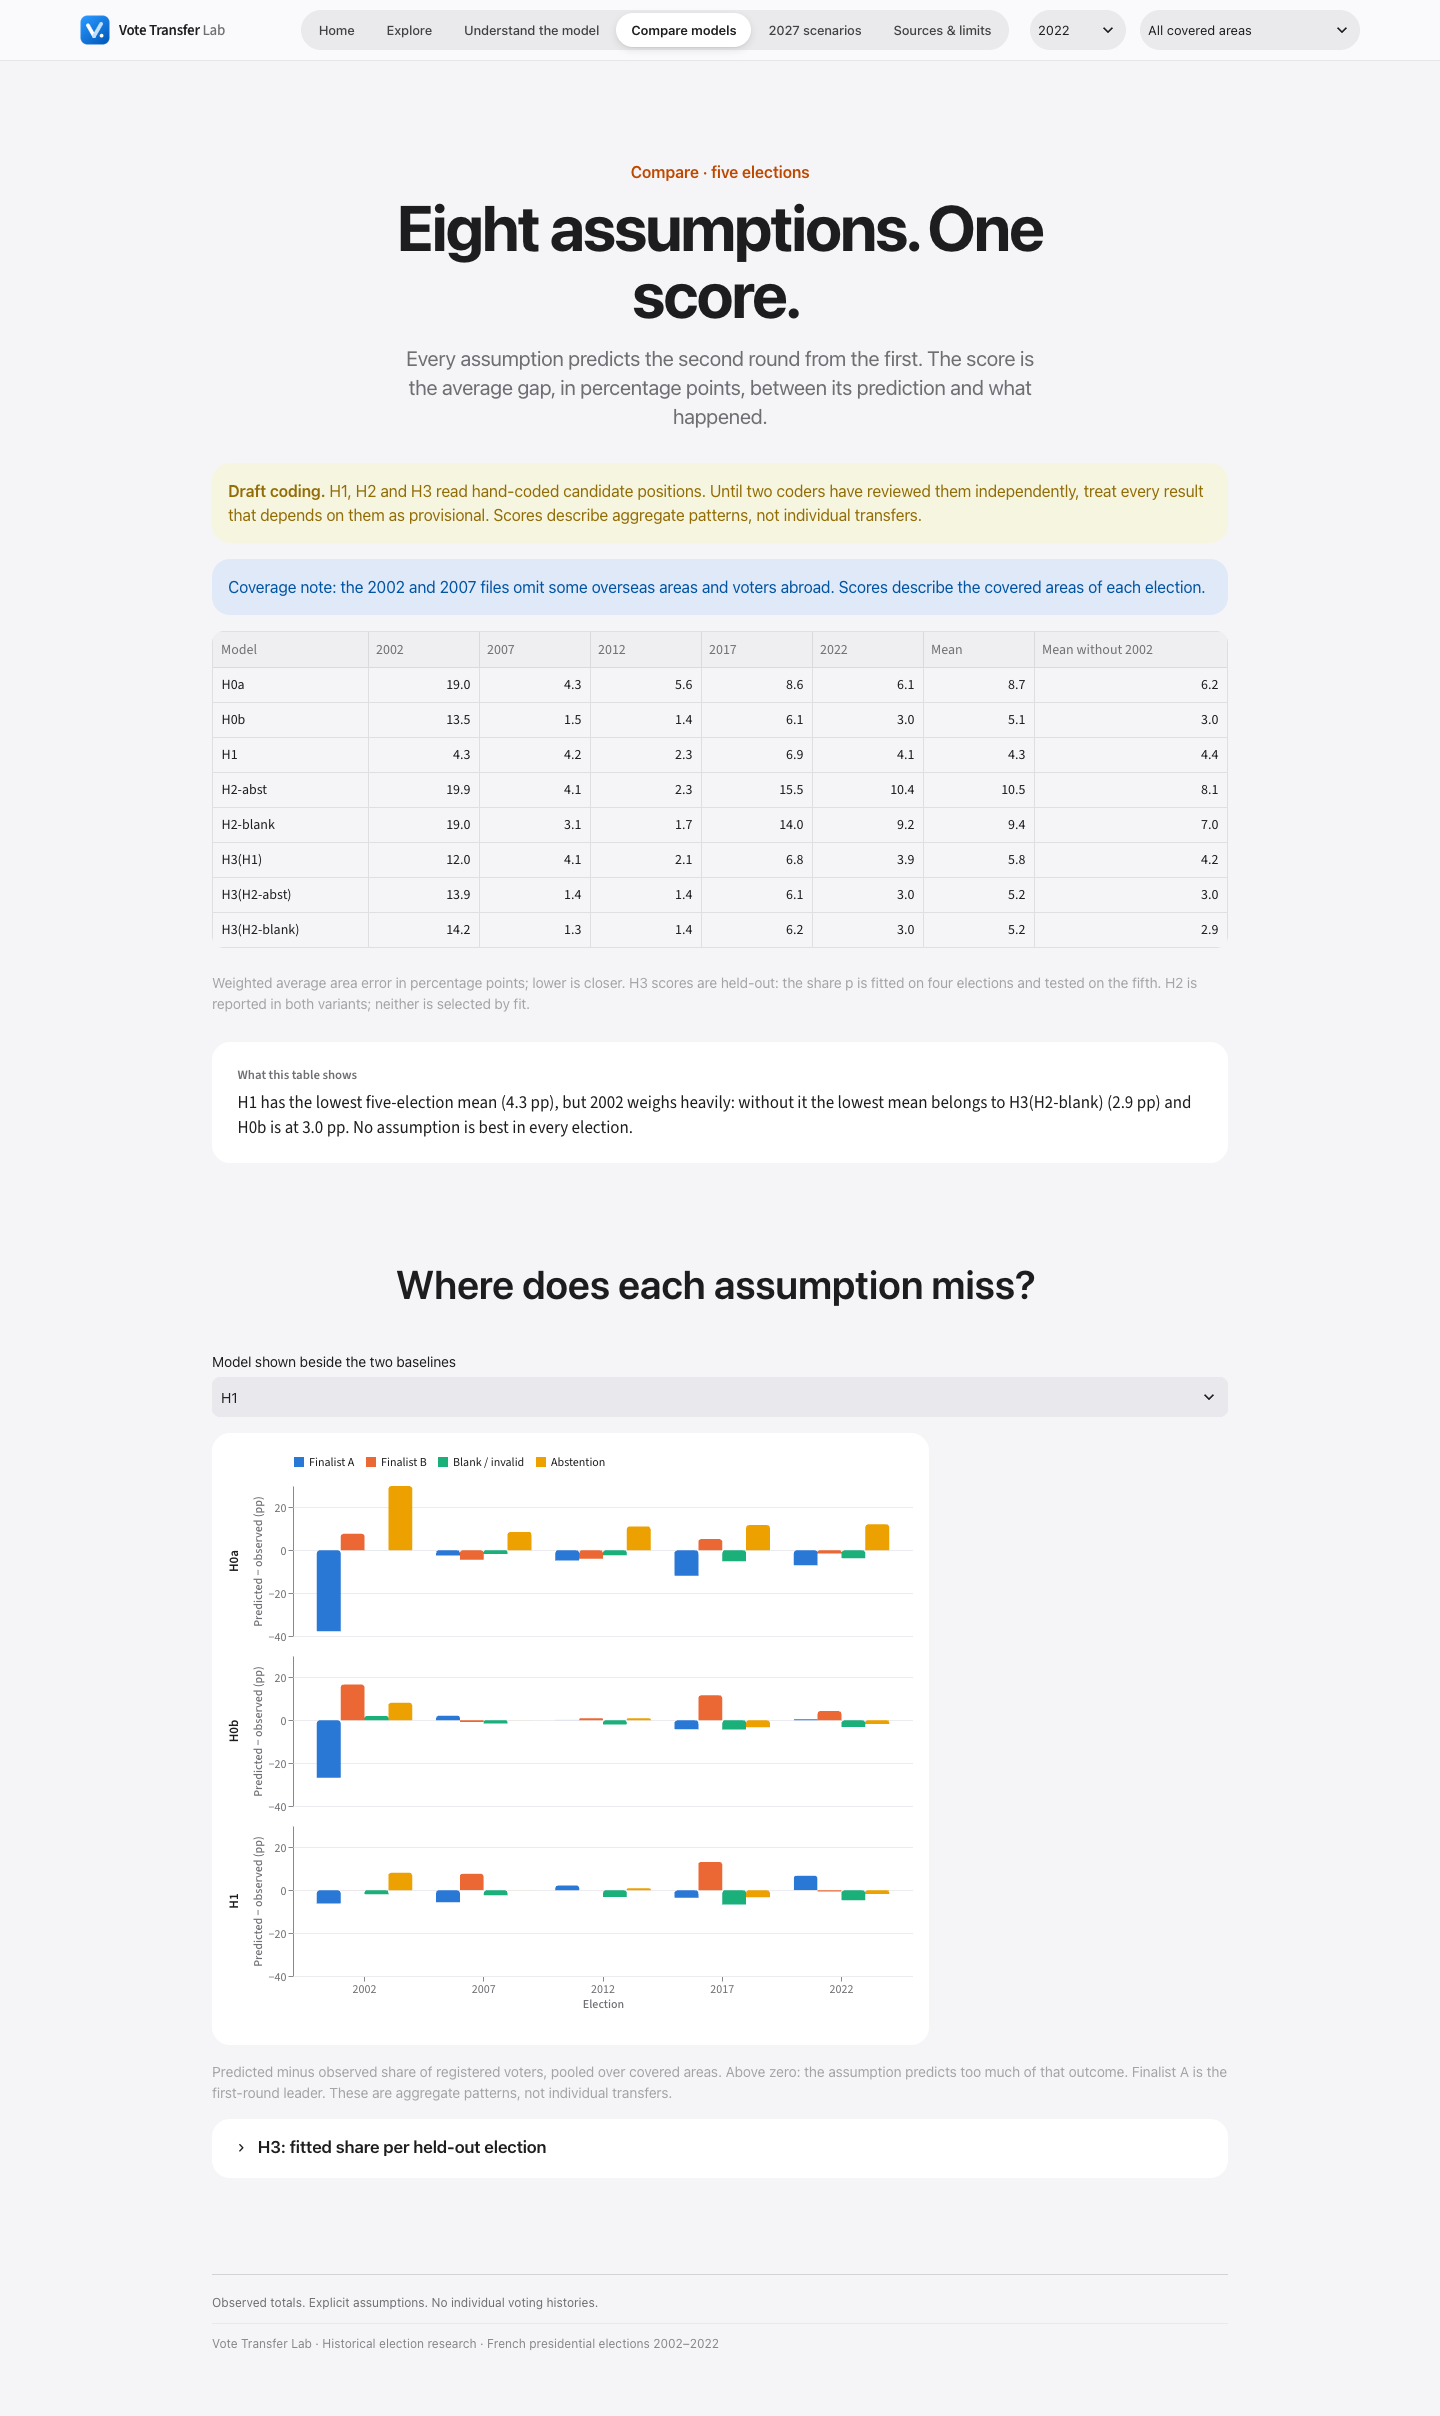 Vote Transfer Lab
Home Explore Understand the model Compare models 2027 scenarios Sources & limits 2022 All covered areas
Compare · five elections
Eight assumptions. One
score.
Every assumption predicts the second round from the first. The score is
the average gap, in percentage points, between its prediction and what
happened.
Draft coding. H1, H2 and H3 read hand-coded candidate positions. Until two coders have reviewed them independently, treat every result
that depends on them as provisional. Scores describe aggregate patterns, not individual transfers.
Coverage note: the 2002 and 2007 files omit some overseas areas and voters abroad. Scores describe the covered areas of each election.
Model 2002 2007 2012 2017 2022 Mean Mean without 2002
H0a 19.0 4.3 5.6 8.6 6.1 8.7 6.2
H0b 13.5 1.5 1.4 6.1 3.0 5.1 3.0
H1 4.3 4.2 2.3 6.9 4.1 4.3 4.4
H2-abst 19.9 4.1 2.3 15.5 10.4 10.5 8.1
H2-blank 19.0 3.1 1.7 14.0 9.2 9.4 7.0
H3(H1) 12.0 4.1 2.1 6.8 3.9 5.8 4.2
H3(H2-abst) 13.9 1.4 1.4 6.1 3.0 5.2 3.0
H3(H2-blank) 14.2 1.3 1.4 6.2 3.0 5.2 2.9
Weighted average area error in percentage points; lower is closer. H3 scores are held-out: the share p is fitted on four elections and tested on the fifth. H2 is
reported in both variants; neither is selected by fit.
What this table shows
H1 has the lowest five-election mean (4.3 pp), but 2002 weighs heavily: without it the lowest mean belongs to H3(H2-blank) (2.9 pp) and
H0b is at 3.0 pp. No assumption is best in every election.
Where does each assumption miss?
Model shown beside the two baselines
H1
Finalist A Finalist B Blank / invalid Abstention
H0a
Predicted − observed (pp)
20
0
−20
−40
H0b
Predicted − observed (pp)
20
0
−20
−40
H1
Predicted − observed (pp)
20
0
−20
−40
2002 2007 2012 2017 2022
Election
Predicted minus observed share of registered voters, pooled over covered areas. Above zero: the assumption predicts too much of that outcome. Finalist A is the
first-round leader. These are aggregate patterns, not individual transfers.
H3: fitted share per held-out election
Observed totals. Explicit assumptions. No individual voting histories.
Vote Transfer Lab · Historical election research · French presidential elections 2002–2022